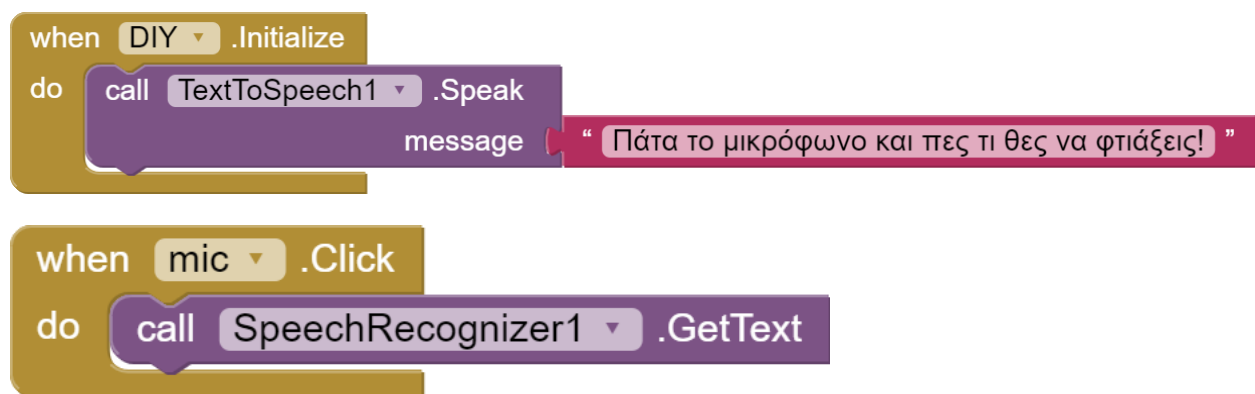 when DIY .Initialize
do call TextToSpeech1 .Speak
message “ Πάτα το μικρόφωνο και πες τι θες να φτιάξεις! ”
when mic .Click
do call SpeechRecognizer1 .GetText